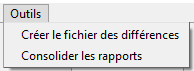 Outils
Créer le fichier des différences
Consolider les rapports